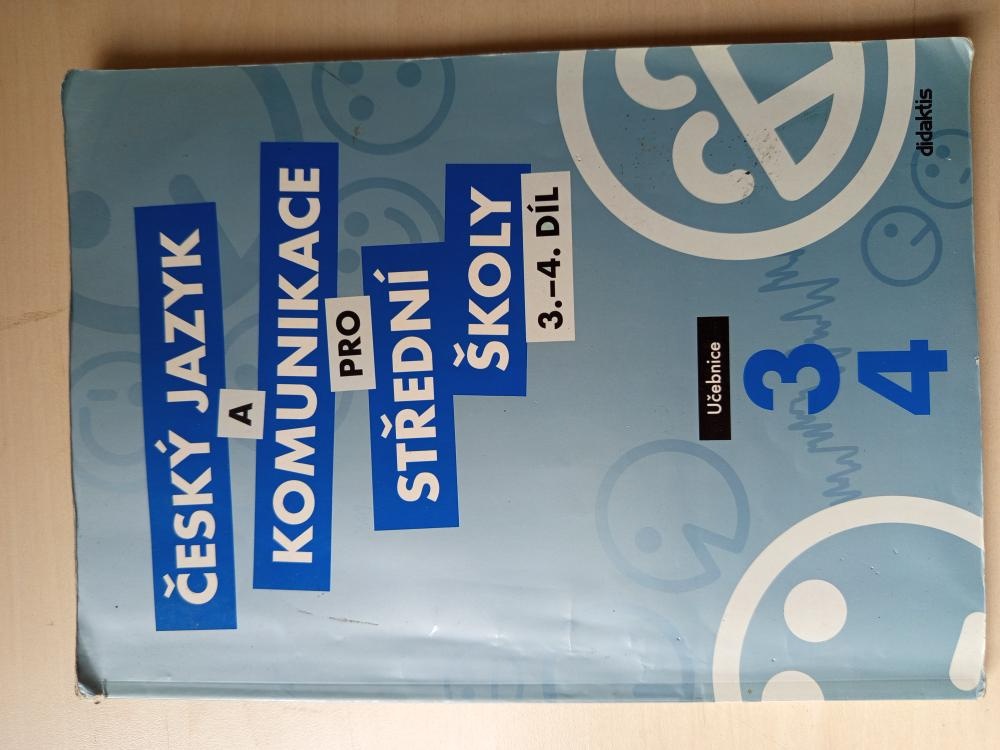 ČESKÝ JAZYK
A
KOMUNIKACE
PRO
STŘEDNÍ
ŠKOLY
3.–4. DÍL
Učebnice
3
4
didaktis